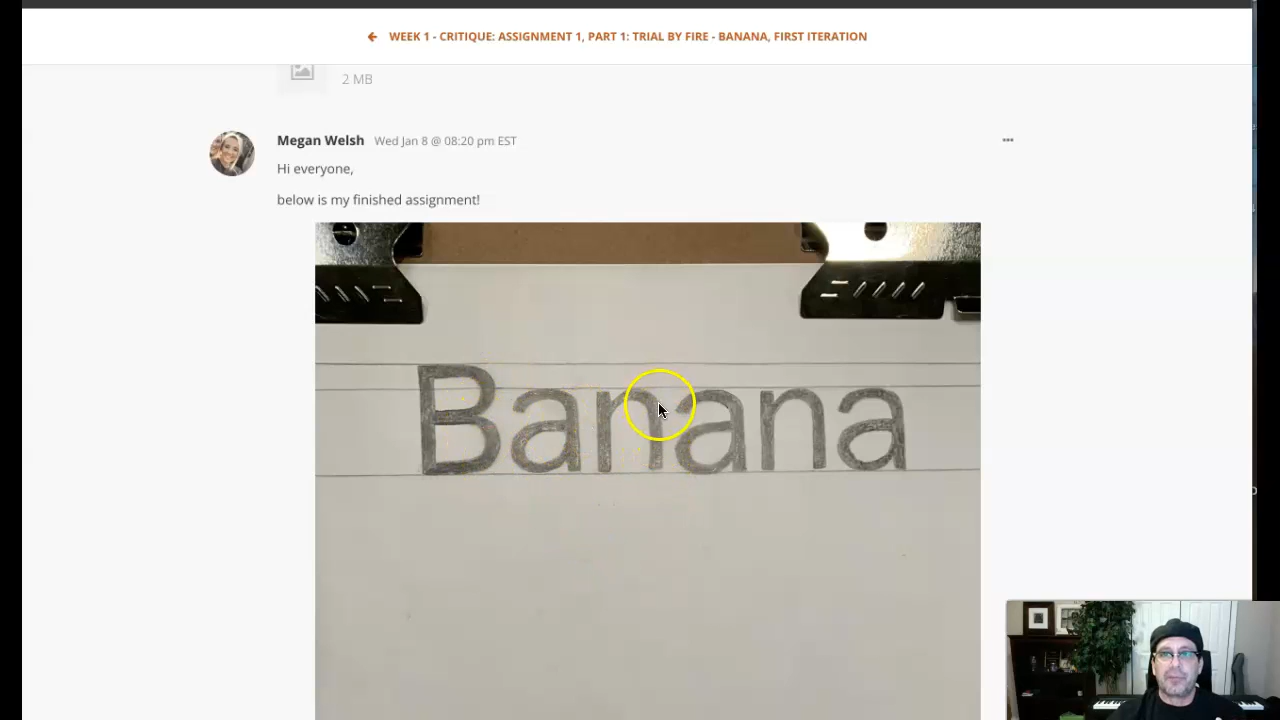 WEEK 1 - CRITIQUE: ASSIGNMENT 1, PART 1: TRIAL BY FIRE - BANANA, FIRST ITERATION
2 MB
Megan Welsh Wed Jan 8 @ 08:20 pm EST
Hi everyone,
below is my finished assignment!
Banana